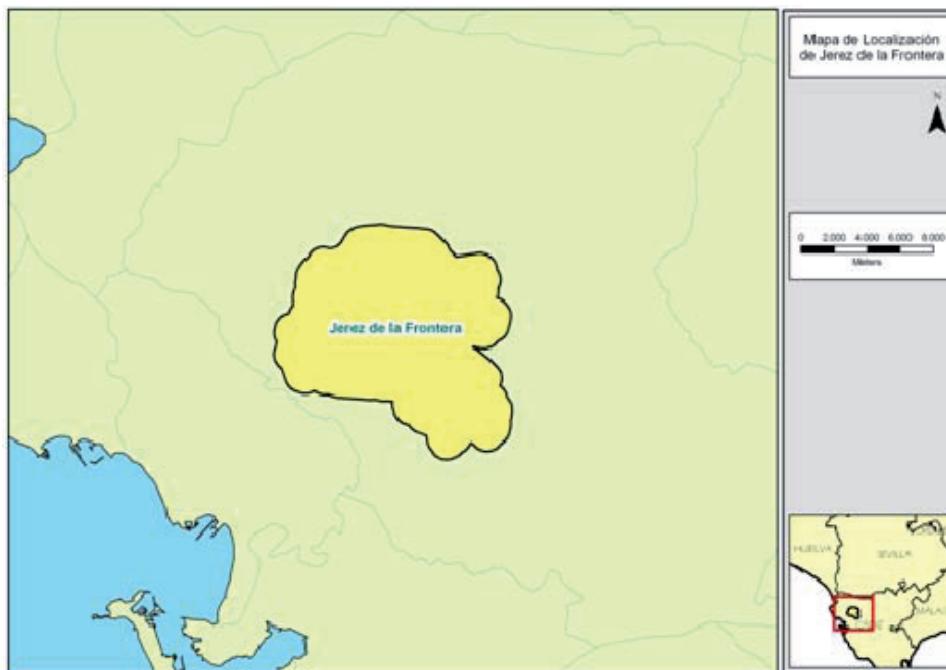 Mapa de Localización
de Jerez de la Frontera
N
0 2.000 4.000 6.000 8.000
Jerez de la Frontera
HUELVA
SEVILLA